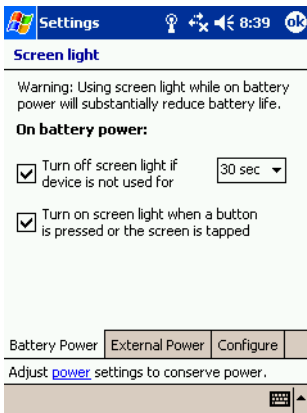 Settings 8:39 ok
Screen light
Warning: Using screen light while on battery
power will substantially reduce battery life.
On battery power:
Turn off screen light if
device is not used for
30 sec
Turn on screen light when a button
is pressed or the screen is tapped
Battery Power External Power Configure
Adjust power settings to conserve power.